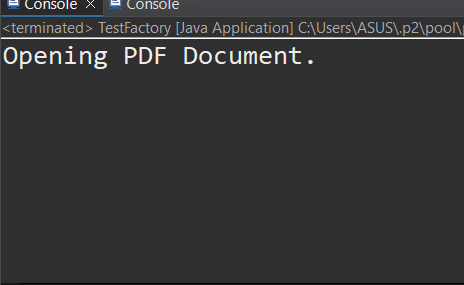 Console × Console
<terminated> TestFactory [Java Application] C:\Users\ASUS\.p2\pool\
Opening PDF Document.